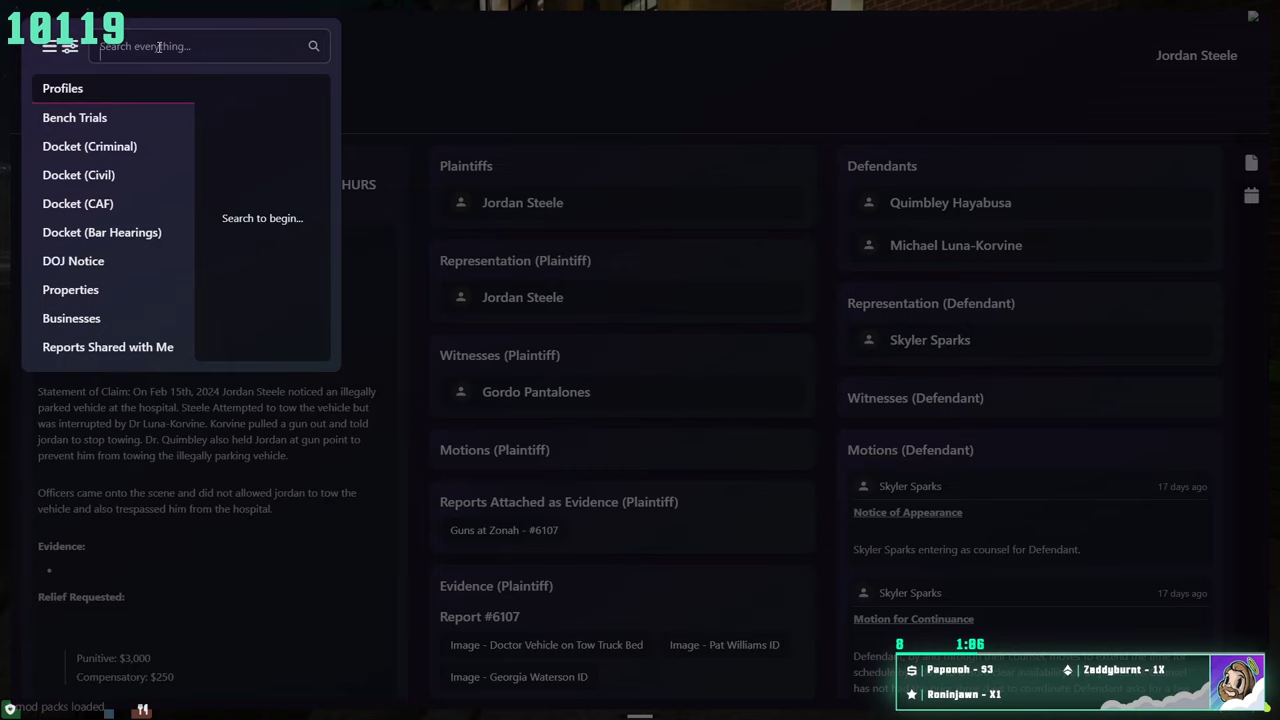 10119
Search everything...
Jordan Steele
Profiles
Bench Trials
Docket (Criminal)
Docket (Civil)
Docket (CAF)
Docket (Bar Hearings)
DOJ Notice
Properties
Businesses
Reports Shared with Me
Search to begin...
HURS
Statement of Claim: On Feb 15th, 2024 Jordan Steele noticed an illegally
parked vehicle at the hospital. Steele Attempted to tow the vehicle but
was interrupted by Dr Luna-Korvine. Korvine pulled a gun out and told
jordan to stop towing. Dr. Quimbley also held Jordan at gun point to
prevent him from towing the illegally parking vehicle.
Officers came onto the scene and did not allowed jordan to tow the
vehicle and also trespassed him from the hospital.
Evidence:
•
Relief Requested:
Punitive: $3,000
Compensatory: $250
Plaintiffs
Jordan Steele
Representation (Plaintiff)
Jordan Steele
Witnesses (Plaintiff)
Gordo Pantalones
Motions (Plaintiff)
Reports Attached as Evidence (Plaintiff)
Guns at Zonah - #6107
Evidence (Plaintiff)
Report #6107
Image - Doctor Vehicle on Tow Truck Bed
Image - Pat Williams ID
Image - Georgia Waterson ID
Defendants
Quimbley Hayabusa
Michael Luna-Korvine
Representation (Defendant)
Skyler Sparks
Witnesses (Defendant)
Motions (Defendant)
Skyler Sparks 17 days ago
Notice of Appearance
Skyler Sparks entering as counsel for Defendant.
Skyler Sparks 17 days ago
Motion for Continuance
8 1:06
Paponoh - 53
Zaddyburnt - 1X
Roninjawn - X1
mod packs loaded